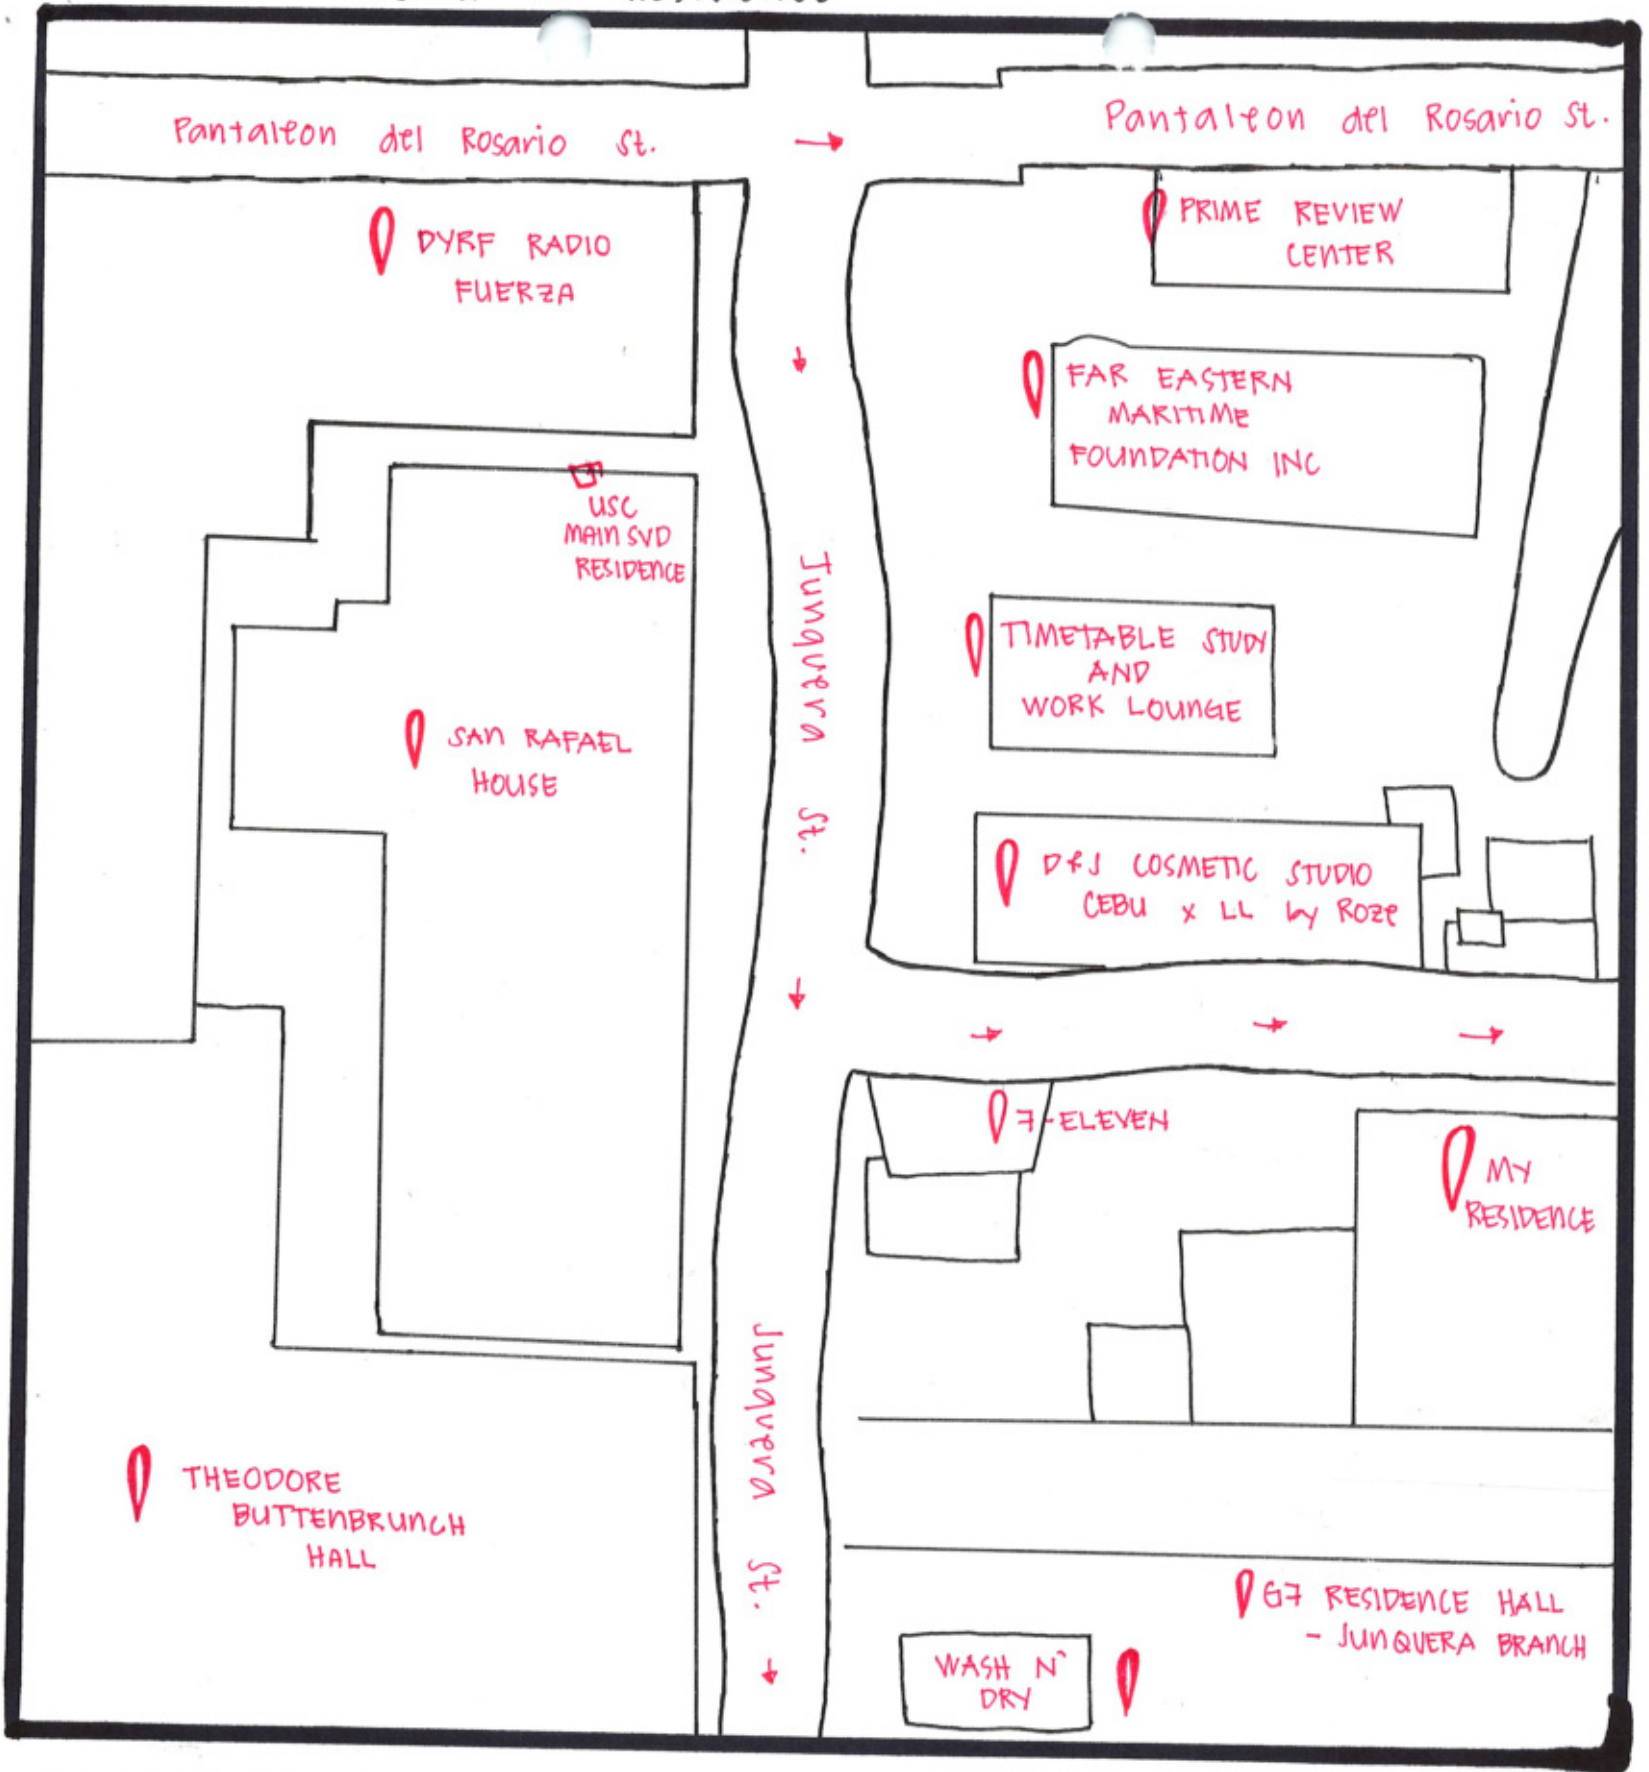 Pantaleon del Rosario St.
Pantaleon del Rosario St.
DYRF RADIO
FUERZA
PRIME REVIEW
CENTER
FAR EASTERN
MARITIME
FOUNDATION INC
USC
MAIN SVD
RESIDENCE
Junquera St.
TIMETABLE STUDY
AND
WORK LOUNGE
SAN RAFAEL
HOUSE
D&J COSMETIC STUDIO
CEBU x LL by Roze
7-ELEVEN
MY
RESIDENCE
Junquera St.
THEODORE
BUTTENBRUNCH
HALL
G7 RESIDENCE HALL
- JUNQUERA BRANCH
WASH N'
DRY